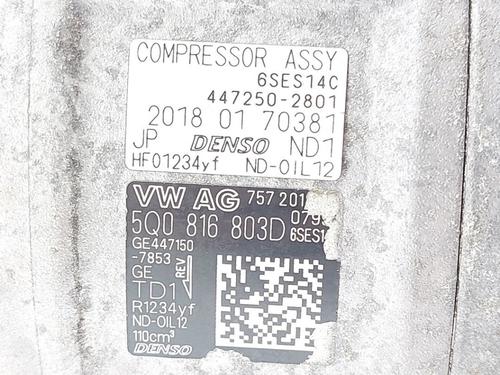 COMPRESSOR ASSY
6SES14C
447250-2801
2018 01 70381
JP DENSO ND1
HF01234yf ND-OIL12
VW AG 757 201
5Q0 816 803D 079
GE447150 6SES14
-7853
GE REV
TD1
R1234yf
ND-OIL12
110cm³
DENSO